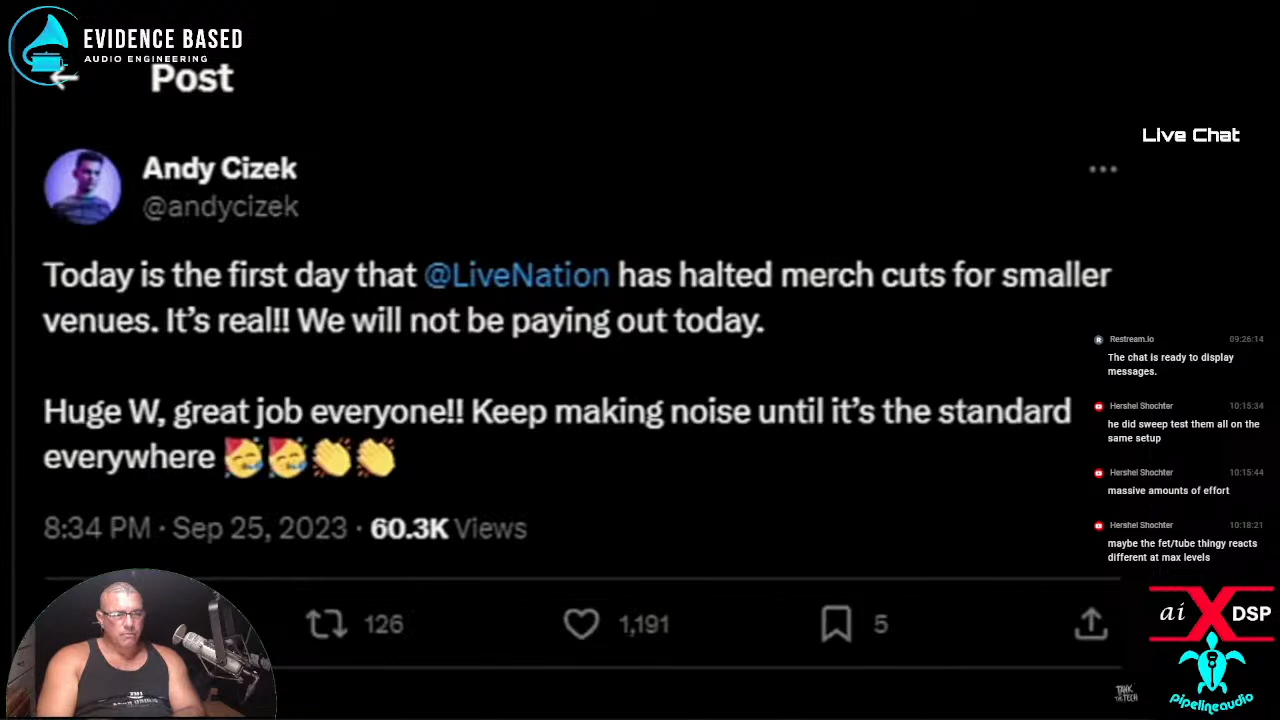 EVIDENCE BASED
AUDIO ENGINEERING
Post
Live Chat
Andy Cizek
@andycizek
Today is the first day that @LiveNation has halted merch cuts for smaller
venues. It's real!! We will not be paying out today.
Huge W, great job everyone!! Keep making noise until it's the standard
everywhere 🥳🥳👏👏
8:34 PM · Sep 25, 2023 · 60.3K Views
126
1,191
5
Restream.io 09:26:14
The chat is ready to display
messages.
Hershel Shochter 10:15:34
he did sweep test them all on the
same setup
Hershel Shochter 10:15:44
massive amounts of effort
Hershel Shochter 10:18:21
maybe the fet/tube thingy reacts
different at max levels
ai X DSP
pipelineaudio
TANK
THE TECH